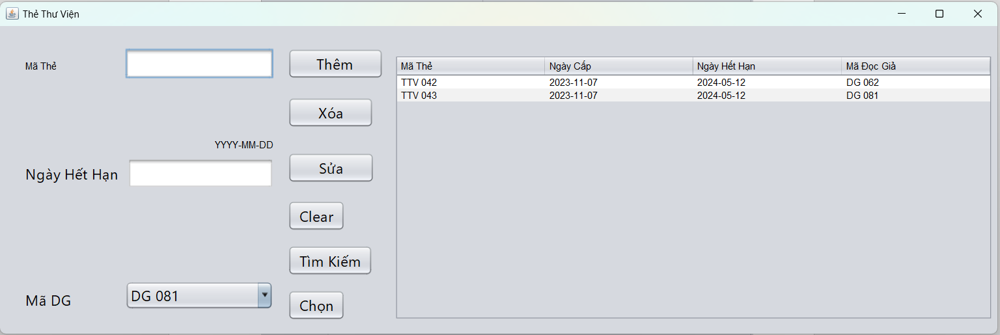 Thẻ Thư Viện
Mã Thẻ
Thêm
Mã Thẻ Ngày Cấp Ngày Hết Hạn Mã Đọc Giả
TTV 042 2023-11-07 2024-05-12 DG 062
TTV 043 2023-11-07 2024-05-12 DG 081
Xóa
YYYY-MM-DD
Ngày Hết Hạn
Sửa
Clear
Tìm Kiếm
Mã DG
DG 081
Chọn